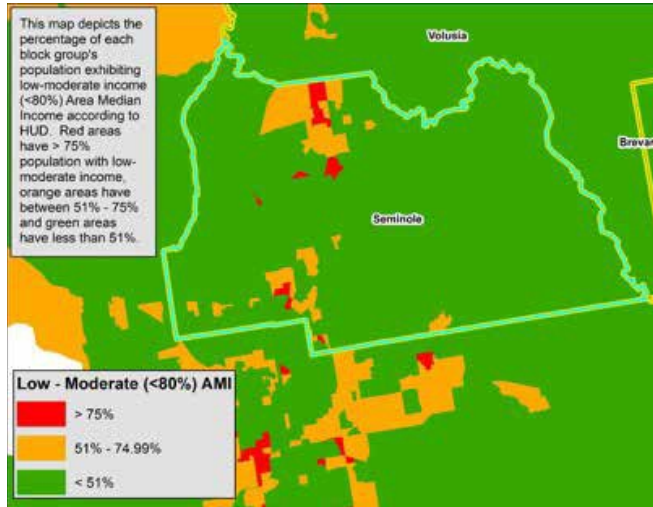 This map depicts the
percentage of each
block group's
population exhibiting
low-moderate income
(<80%) Area Median
Income according to
HUD. Red areas
have > 75%
population with low-
moderate income,
orange areas have
between 51% - 75%
and green areas
have less than 51%.
Volusia
Brevar
Seminole
Low - Moderate (<80%) AMI
> 75%
51% - 74.99%
< 51%